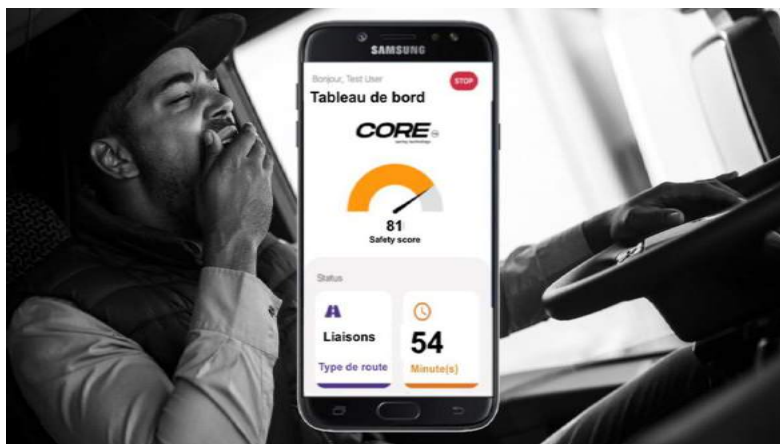 SAMSUNG
Bonjour, Test User
STOP
Tableau de bord
CORE
81
Safety score
Status
Liaisons
54
Type de route
Minute(s)